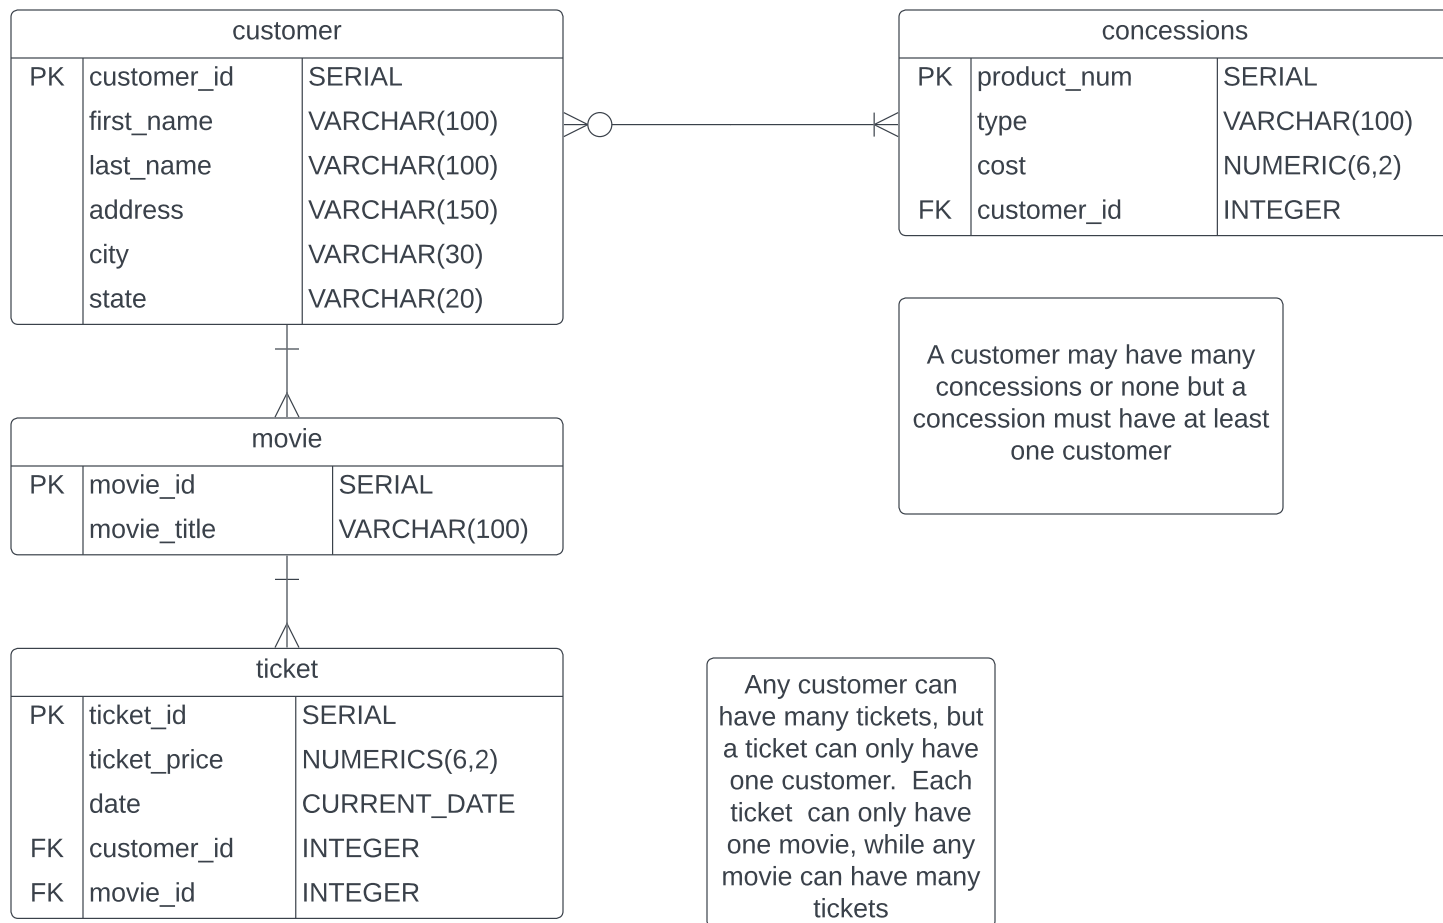 customer
PK customer_id SERIAL
first_name VARCHAR(100)
last_name VARCHAR(100)
address VARCHAR(150)
city VARCHAR(30)
state VARCHAR(20)
concessions
PK product_num SERIAL
type VARCHAR(100)
cost NUMERIC(6,2)
FK customer_id INTEGER
A customer may have many
concessions or none but a
concession must have at least
one customer
movie
PK movie_id SERIAL
movie_title VARCHAR(100)
ticket
PK ticket_id SERIAL
ticket_price NUMERICS(6,2)
date CURRENT_DATE
FK customer_id INTEGER
FK movie_id INTEGER
Any customer can
have many tickets, but
a ticket can only have
one customer.  Each
ticket  can only have
one movie, while any
movie can have many
tickets